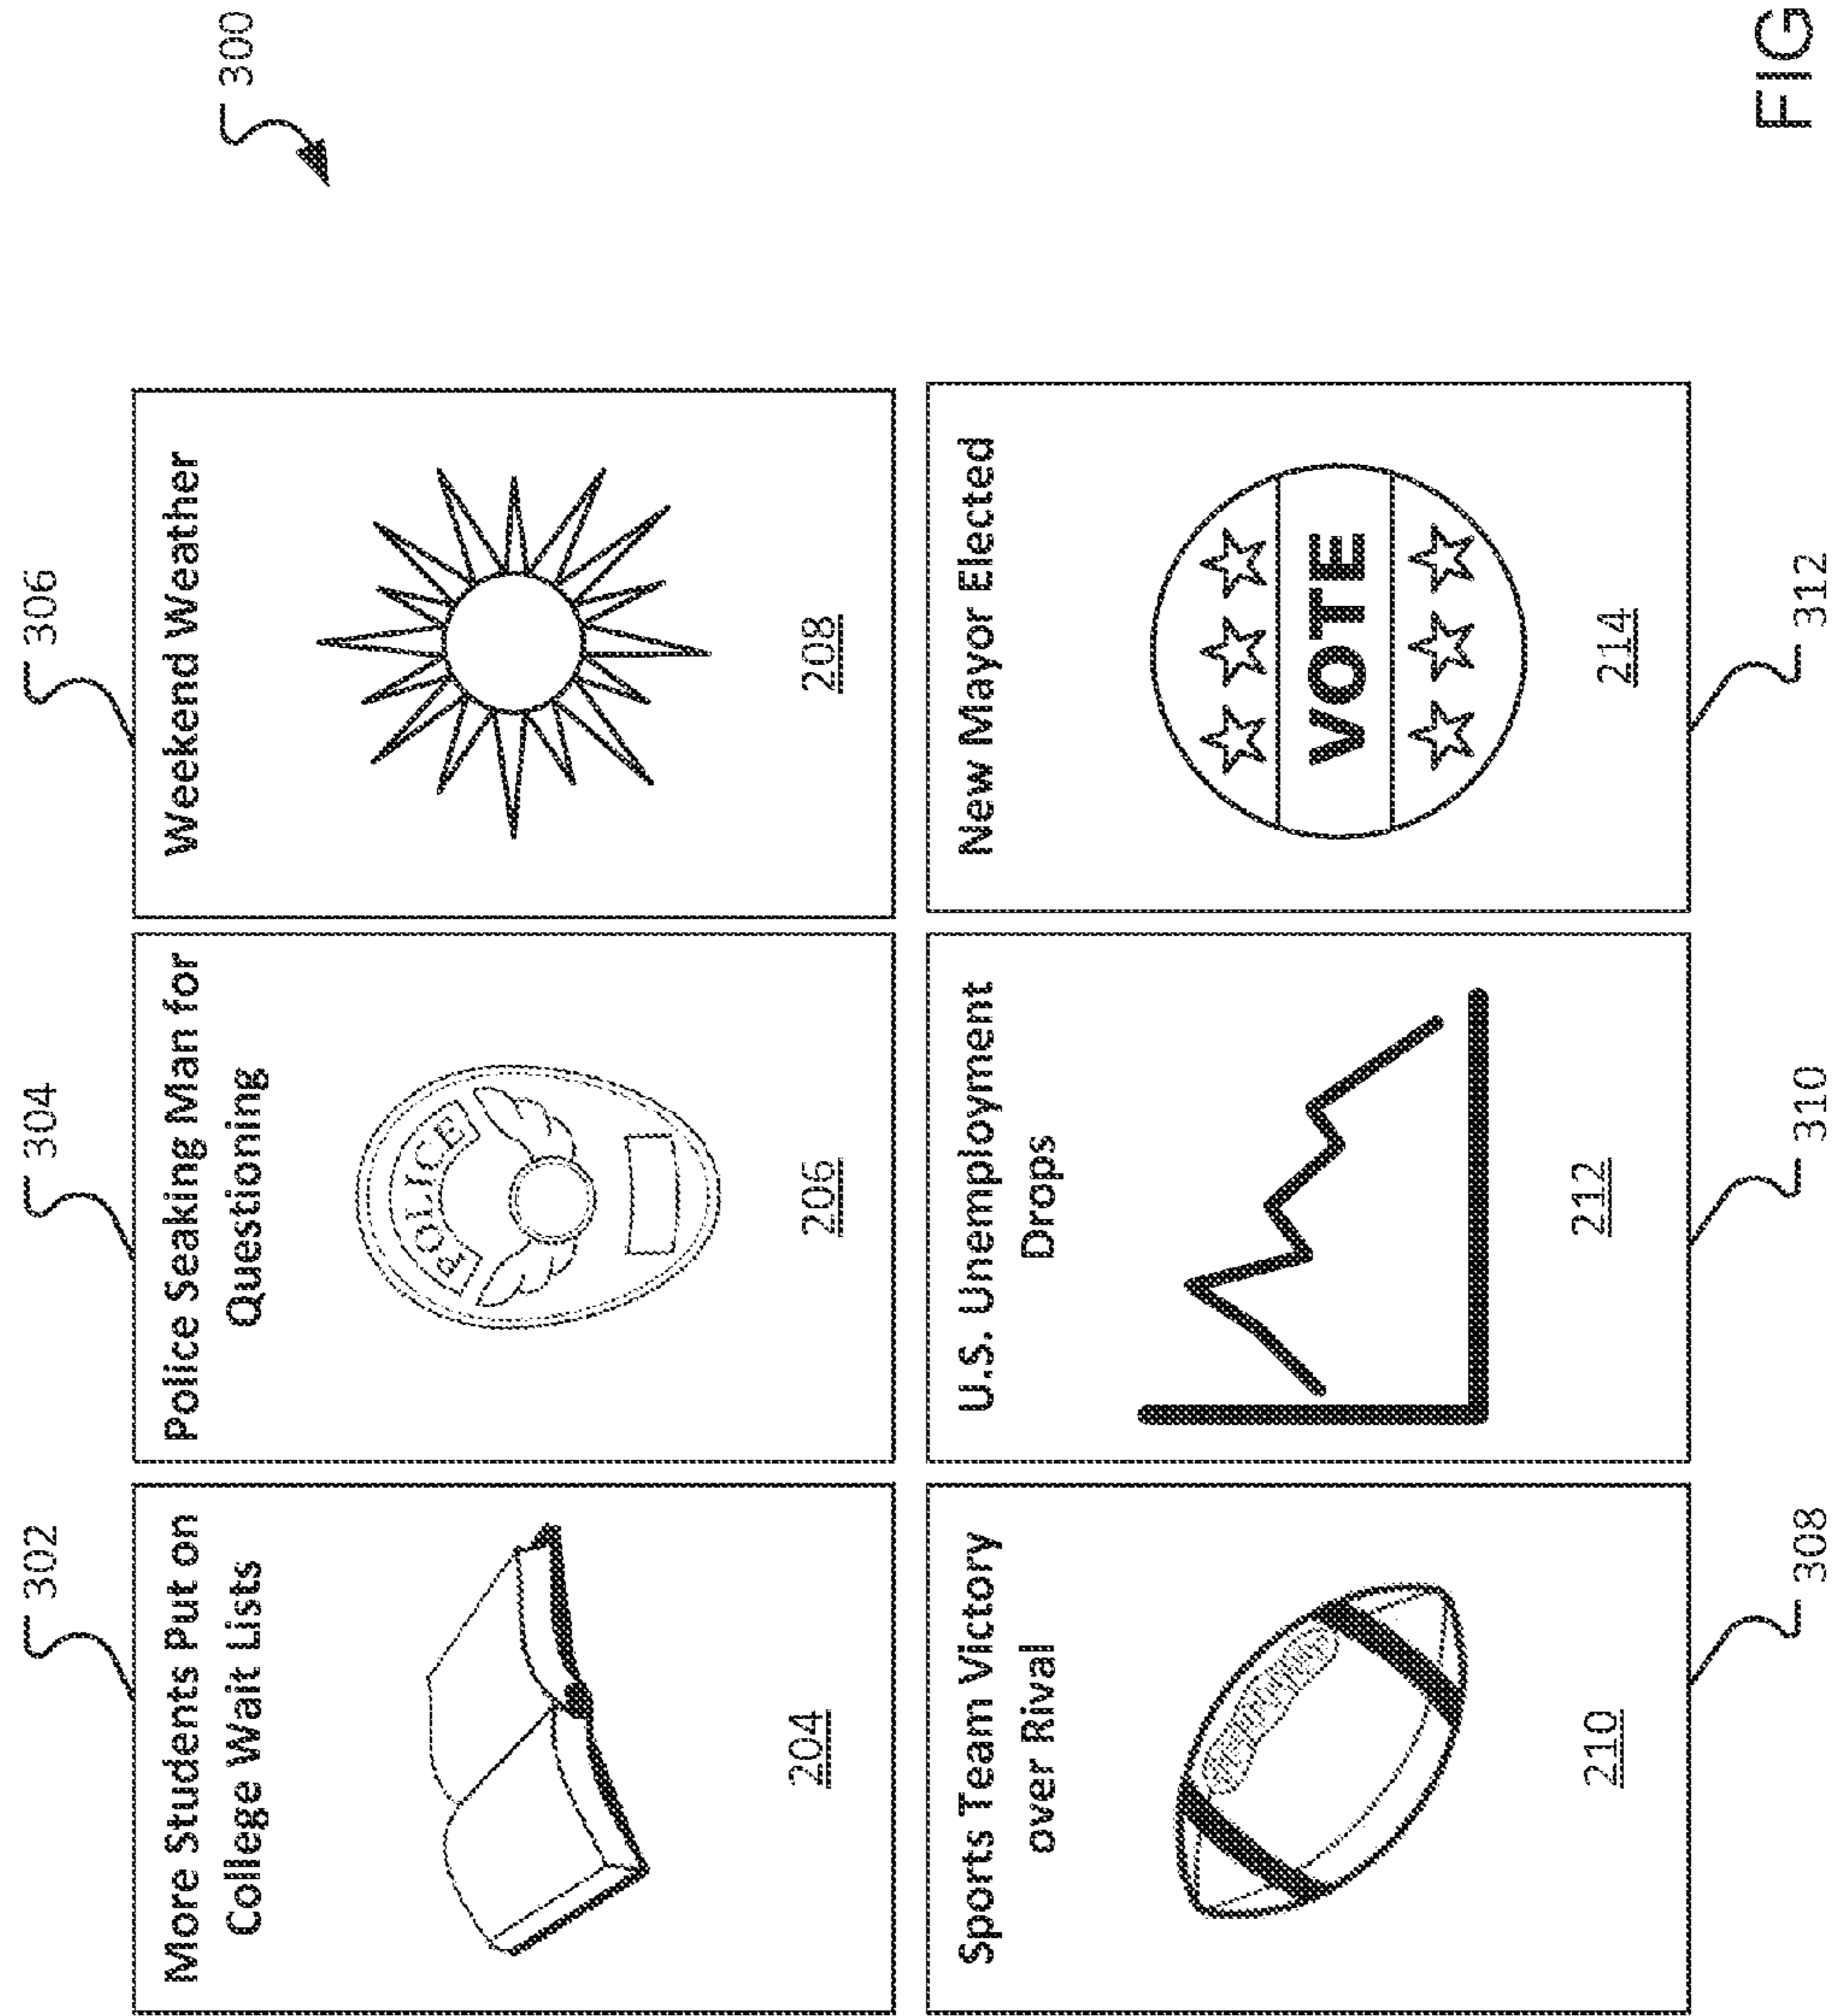 300
302
304
306
More Students Put on
College Wait Lists
204
Police Seaking Man for
Questioning
POLICE
206
Weekend Weather
208
Sports Team Victory
over Rival
210
U.S. Unemployment
Drops
212
New Mayor Elected
VOTE
214
308
310
312
FIG